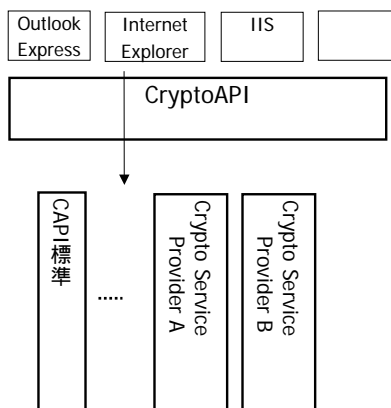 Outlook
Express
Internet
Explorer
IIS
CryptoAPI
CAPI標準
.....
Crypto Service
Provider A
Crypto Service
Provider B